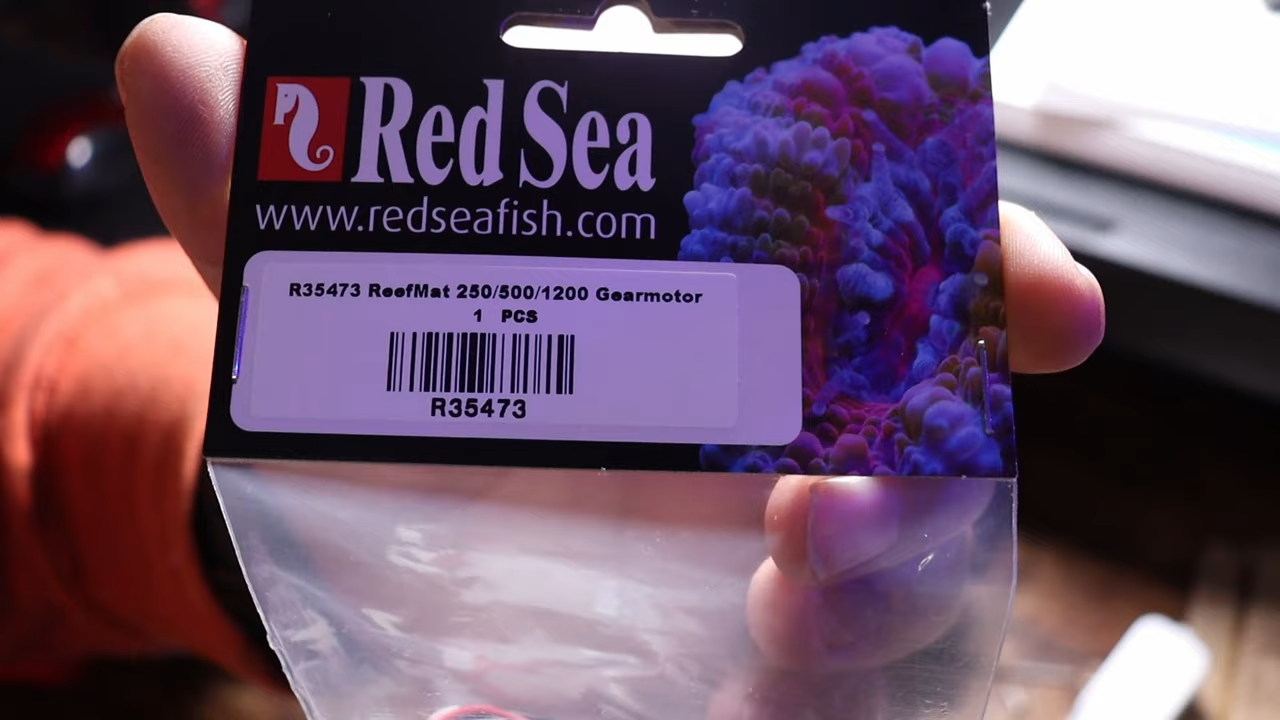 Red Sea
www.redseafish.com
R35473 ReefMat 250/500/1200 Gearmotor
1 PCS
R35473